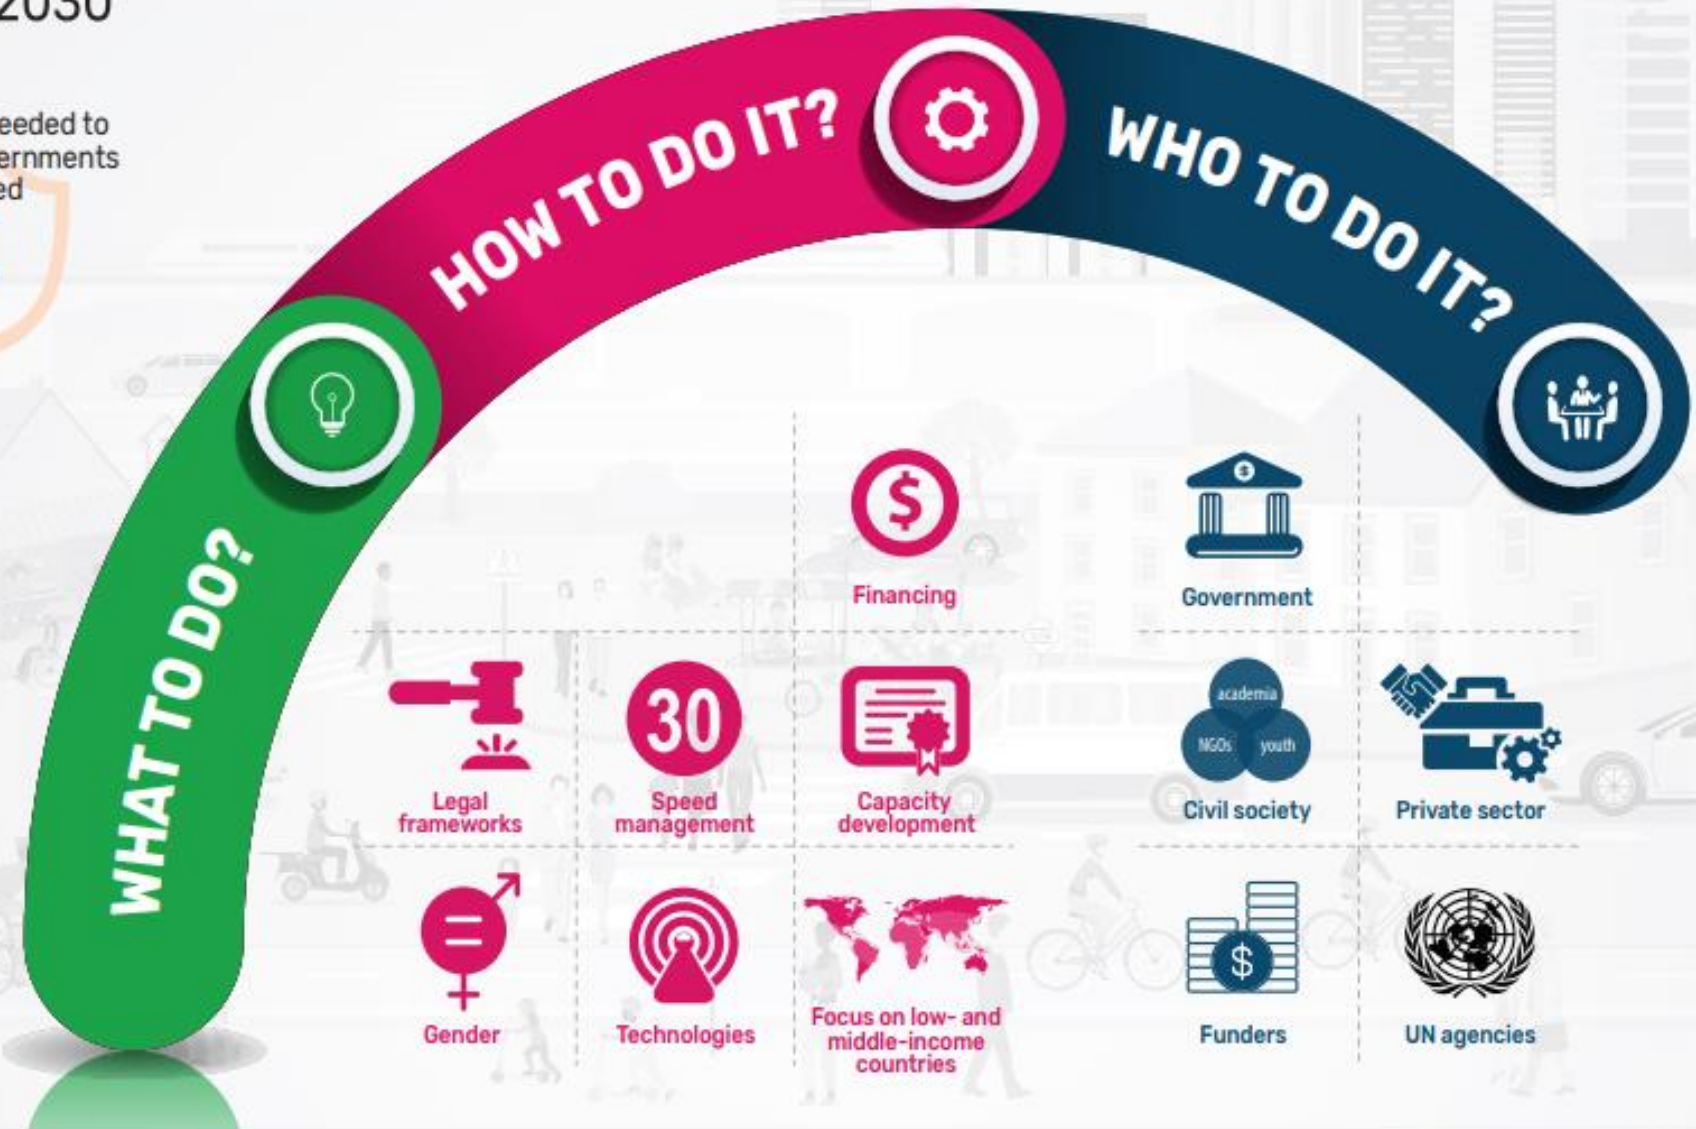 2030
eeded to
ernments
ed
WHAT TO DO?
HOW TO DO IT?
WHO TO DO IT?
$
Financing
$
Government
Legal
frameworks
30
Speed
management
Capacity
development
academia
NGOs youth
Civil society
Private sector
Gender
Technologies
Focus on low- and
middle-income
countries
$
Funders
UN agencies